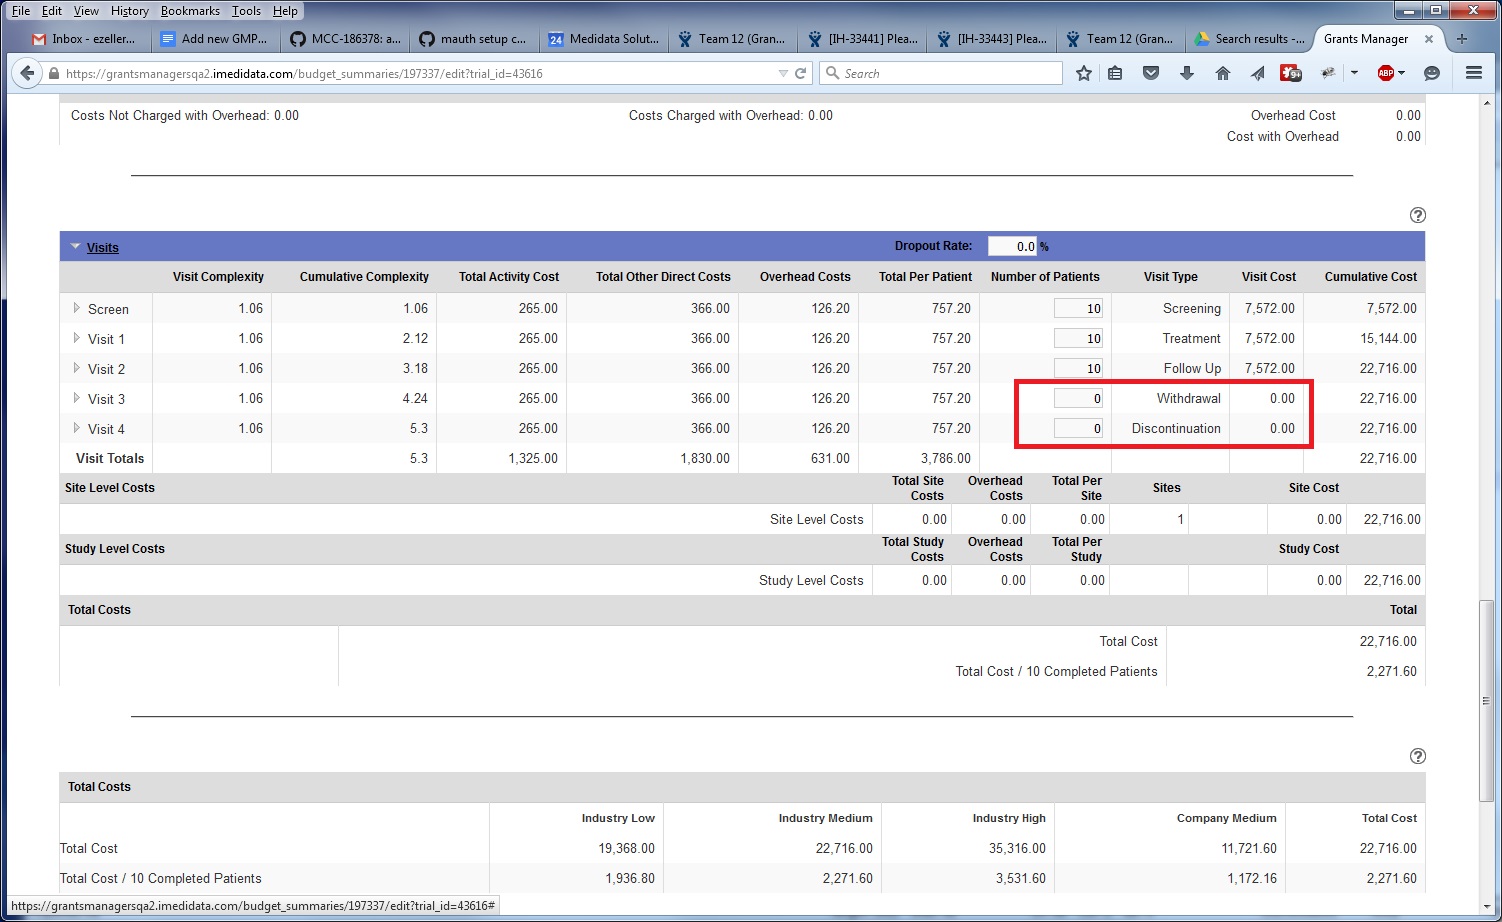 File Edit View History Bookmarks Tools Help
Inbox - ezeller... Add new GMP... MCC-186378: a... mauth setup c... 24 Medidata Solut... Team 12 (Gran... [IH-33441] Plea... [IH-33443] Plea... Team 12 (Gran... Search results -... Grants Manager
https://grantsmanagersqa2.imedidata.com/budget_summaries/197337/edit?trial_id=43616 Search 9+ ABP
Costs Not Charged with Overhead: 0.00 Costs Charged with Overhead: 0.00 Overhead Cost 0.00
Cost with Overhead 0.00
?
Visits Dropout Rate: 0.0 %
Visit Complexity Cumulative Complexity Total Activity Cost Total Other Direct Costs Overhead Costs Total Per Patient Number of Patients Visit Type Visit Cost Cumulative Cost
Screen 1.06 1.06 265.00 366.00 126.20 757.20 10 Screening 7,572.00 7,572.00
Visit 1 1.06 2.12 265.00 366.00 126.20 757.20 10 Treatment 7,572.00 15,144.00
Visit 2 1.06 3.18 265.00 366.00 126.20 757.20 10 Follow Up 7,572.00 22,716.00
Visit 3 1.06 4.24 265.00 366.00 126.20 757.20 0 Withdrawal 0.00 22,716.00
Visit 4 1.06 5.3 265.00 366.00 126.20 757.20 0 Discontinuation 0.00 22,716.00
Visit Totals 5.3 1,325.00 1,830.00 631.00 3,786.00 22,716.00
Site Level Costs Total Site Costs Overhead Costs Total Per Site Sites Site Cost
Site Level Costs 0.00 0.00 0.00 1 0.00 22,716.00
Study Level Costs Total Study Costs Overhead Costs Total Per Study Study Cost
Study Level Costs 0.00 0.00 0.00 0.00 22,716.00
Total Costs Total
Total Cost 22,716.00
Total Cost / 10 Completed Patients 2,271.60
?
Total Costs
Industry Low Industry Medium Industry High Company Medium Total Cost
Total Cost 19,368.00 22,716.00 35,316.00 11,721.60 22,716.00
Total Cost / 10 Completed Patients 1,936.80 2,271.60 3,531.60 1,172.16 2,271.60
https://grantsmanagersqa2.imedidata.com/budget_summaries/197337/edit?trial_id=43616#